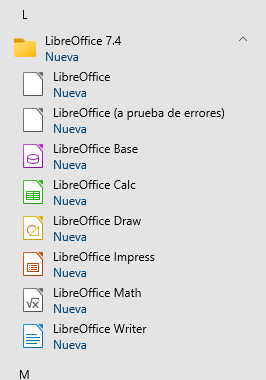 L
LibreOffice 7.4
Nueva
LibreOffice
Nueva
LibreOffice (a prueba de errores)
Nueva
LibreOffice Base
Nueva
LibreOffice Calc
Nueva
LibreOffice Draw
Nueva
LibreOffice Impress
Nueva
LibreOffice Math
Nueva
LibreOffice Writer
Nueva
M